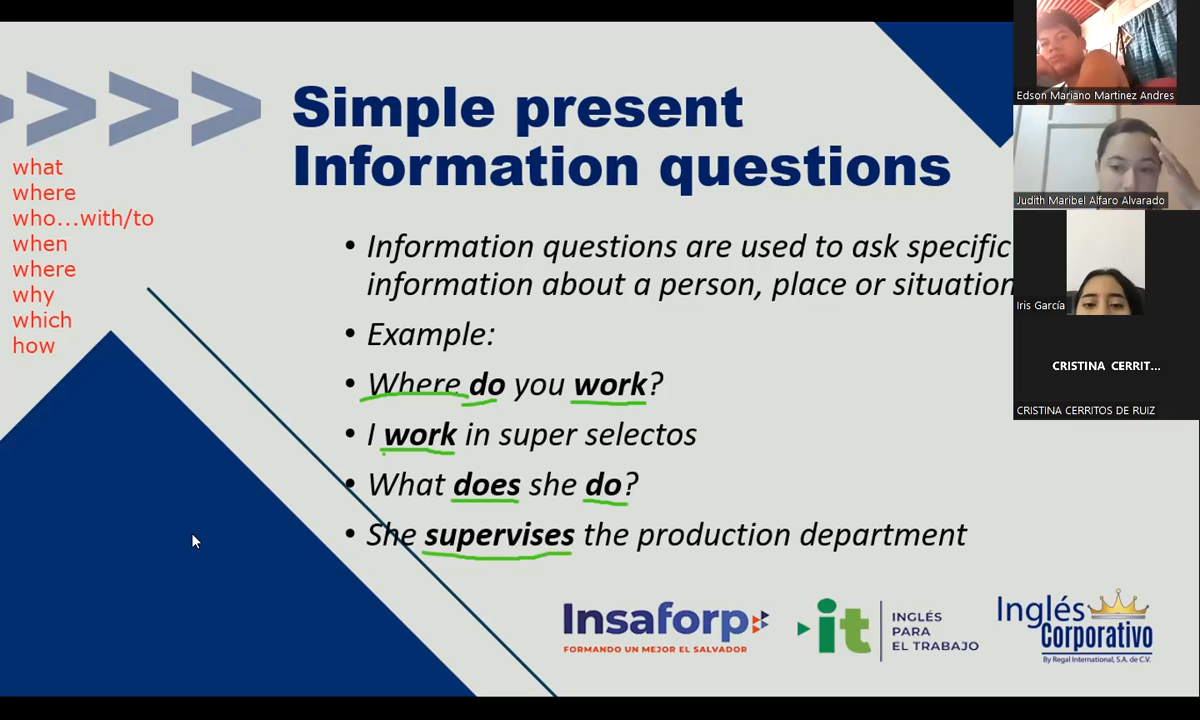 Simple present
Information questions
what
where
who...with/to
when
where
why
which
how
• Information questions are used to ask specific
information about a person, place or situation
• Example:
• Where do you work?
• I work in super selectos
• What does she do?
• She supervises the production department
Insaforp
FORMANDO UN MEJOR EL SALVADOR
it
INGLÉS
PARA
EL TRABAJO
Inglés
Corporativo
By Regal International, S.A. de C.V.
Edson Mariano Martinez Andres
Judith Maribel Alfaro Alvarado
Iris García
CRISTINA CERRIT...
CRISTINA CERRITOS DE RUIZ